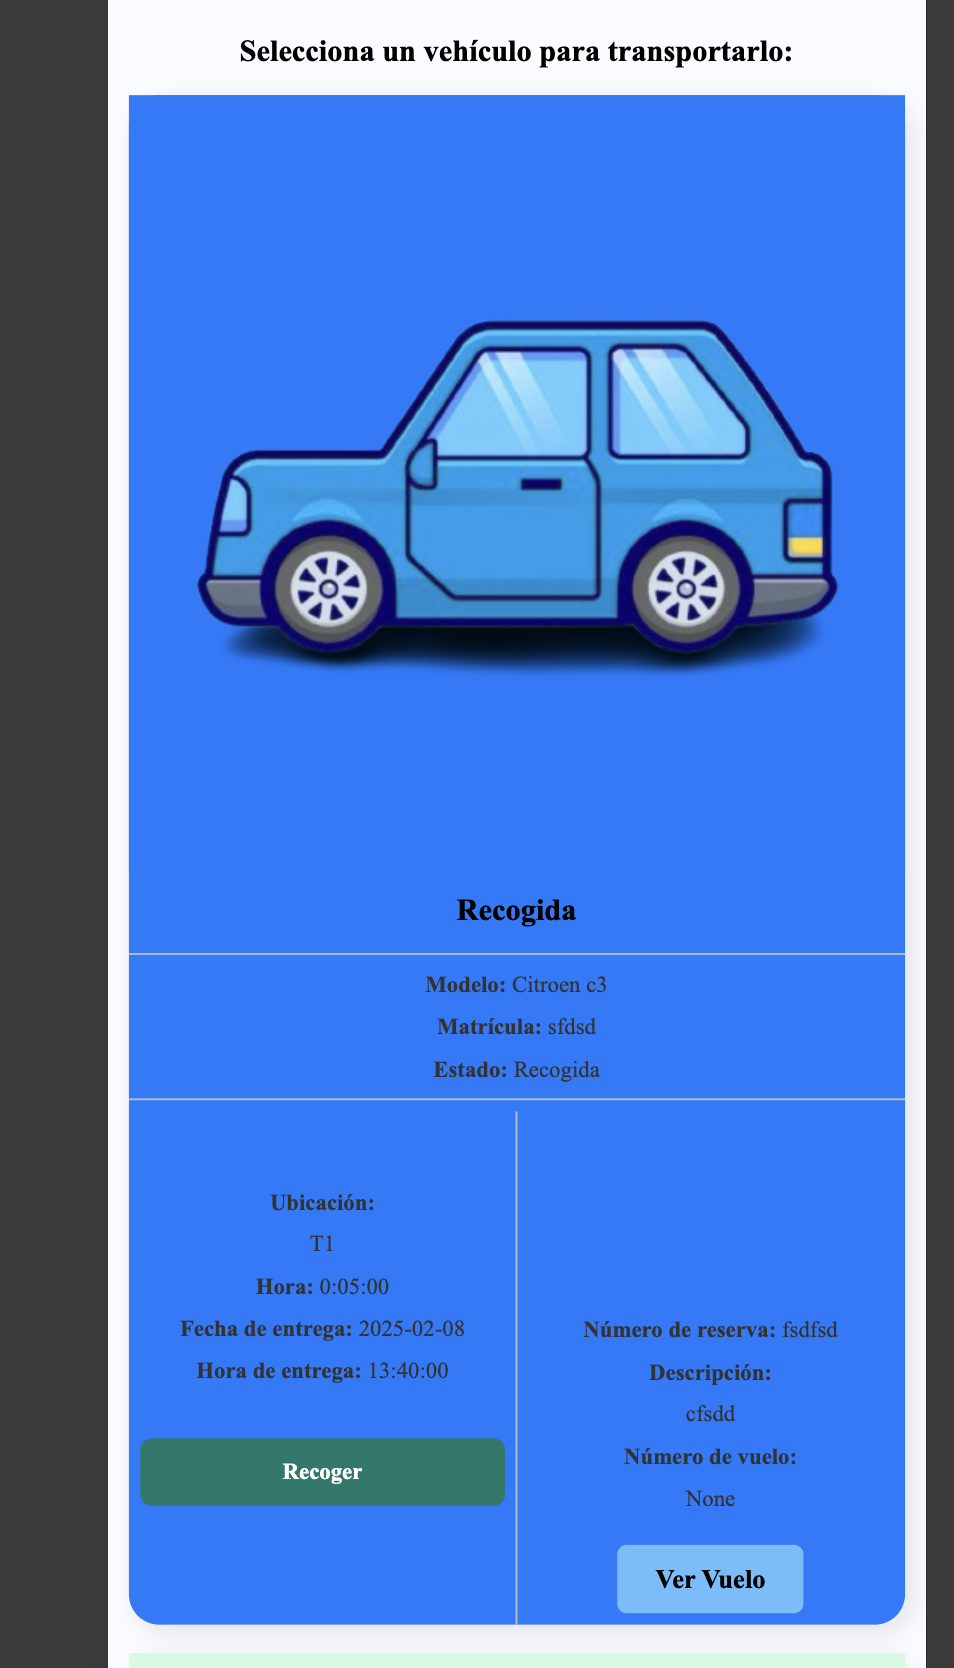 Selecciona un vehículo para transportarlo:
Recogida
Modelo: Citroen c3
Matrícula: sfdsd
Estado: Recogida
Ubicación:
T1
Hora: 0:05:00
Fecha de entrega: 2025-02-08
Hora de entrega: 13:40:00
Recoger
Número de reserva: fsdfsd
Descripción:
cfsdd
Número de vuelo:
None
Ver Vuelo